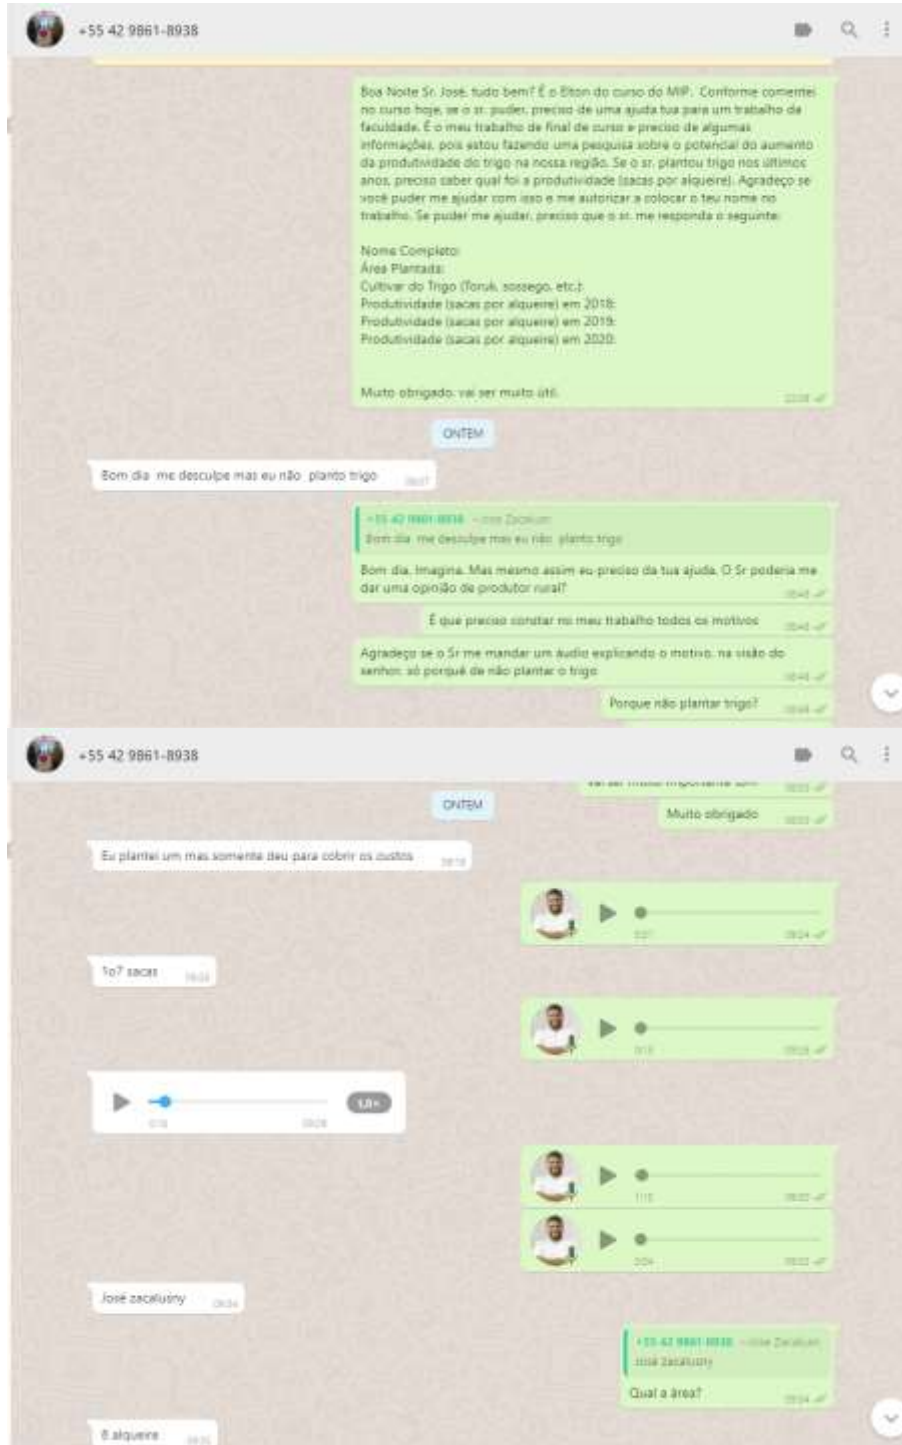 +55 42 9861-8938
Boa Noite Sr. José, tudo bem? É o Elton do curso do MIP. Conforme comentei
no curso hoje, se o sr. puder, preciso de uma ajuda tua para um trabalho da
faculdade. É o meu trabalho de final de curso e preciso de algumas
informações, pois estou fazendo uma pesquisa sobre o potencial do aumento
da produtividade do trigo na nossa região. Se o sr. plantou trigo nos últimos
anos, preciso saber qual foi a produtividade (sacas por alqueire). Agradeço se
você puder me ajudar com isso e me autorizar a colocar o teu nome no
trabalho. Se puder me ajudar, preciso que o sr. me responda o seguinte:
Nome Completo:
Área Plantada:
Cultivar do Trigo (Toruk, sossego, etc.):
Produtividade (sacas por alqueire) em 2018:
Produtividade (sacas por alqueire) em 2019:
Produtividade (sacas por alqueire) em 2020:
Muito obrigado, vai ser muito útil.
ONTEM
Bom dia me desculpe mas eu não planto trigo
+55 42 9861-8938
Bom dia me desculpe mas eu não planto trigo
Bom dia. Imagina. Mas mesmo assim eu preciso da tua ajuda. O Sr poderia me
dar uma opinião de produtor rural?
É que preciso constar no meu trabalho todos os motivos
Agradeço se o Sr me mandar um áudio explicando o motivo, na visão do
senhor, só porquê de não plantar o trigo
Porque não plantar trigo?
+55 42 9861-8938
ONTEM
Muito obrigado
Eu plantei um mas somente deu para cobrir os custos
1o7 sacas
1,0×
José zacalusny
+55 42 9861-8938
José zacalusny
Qual a área?
8 alqueire